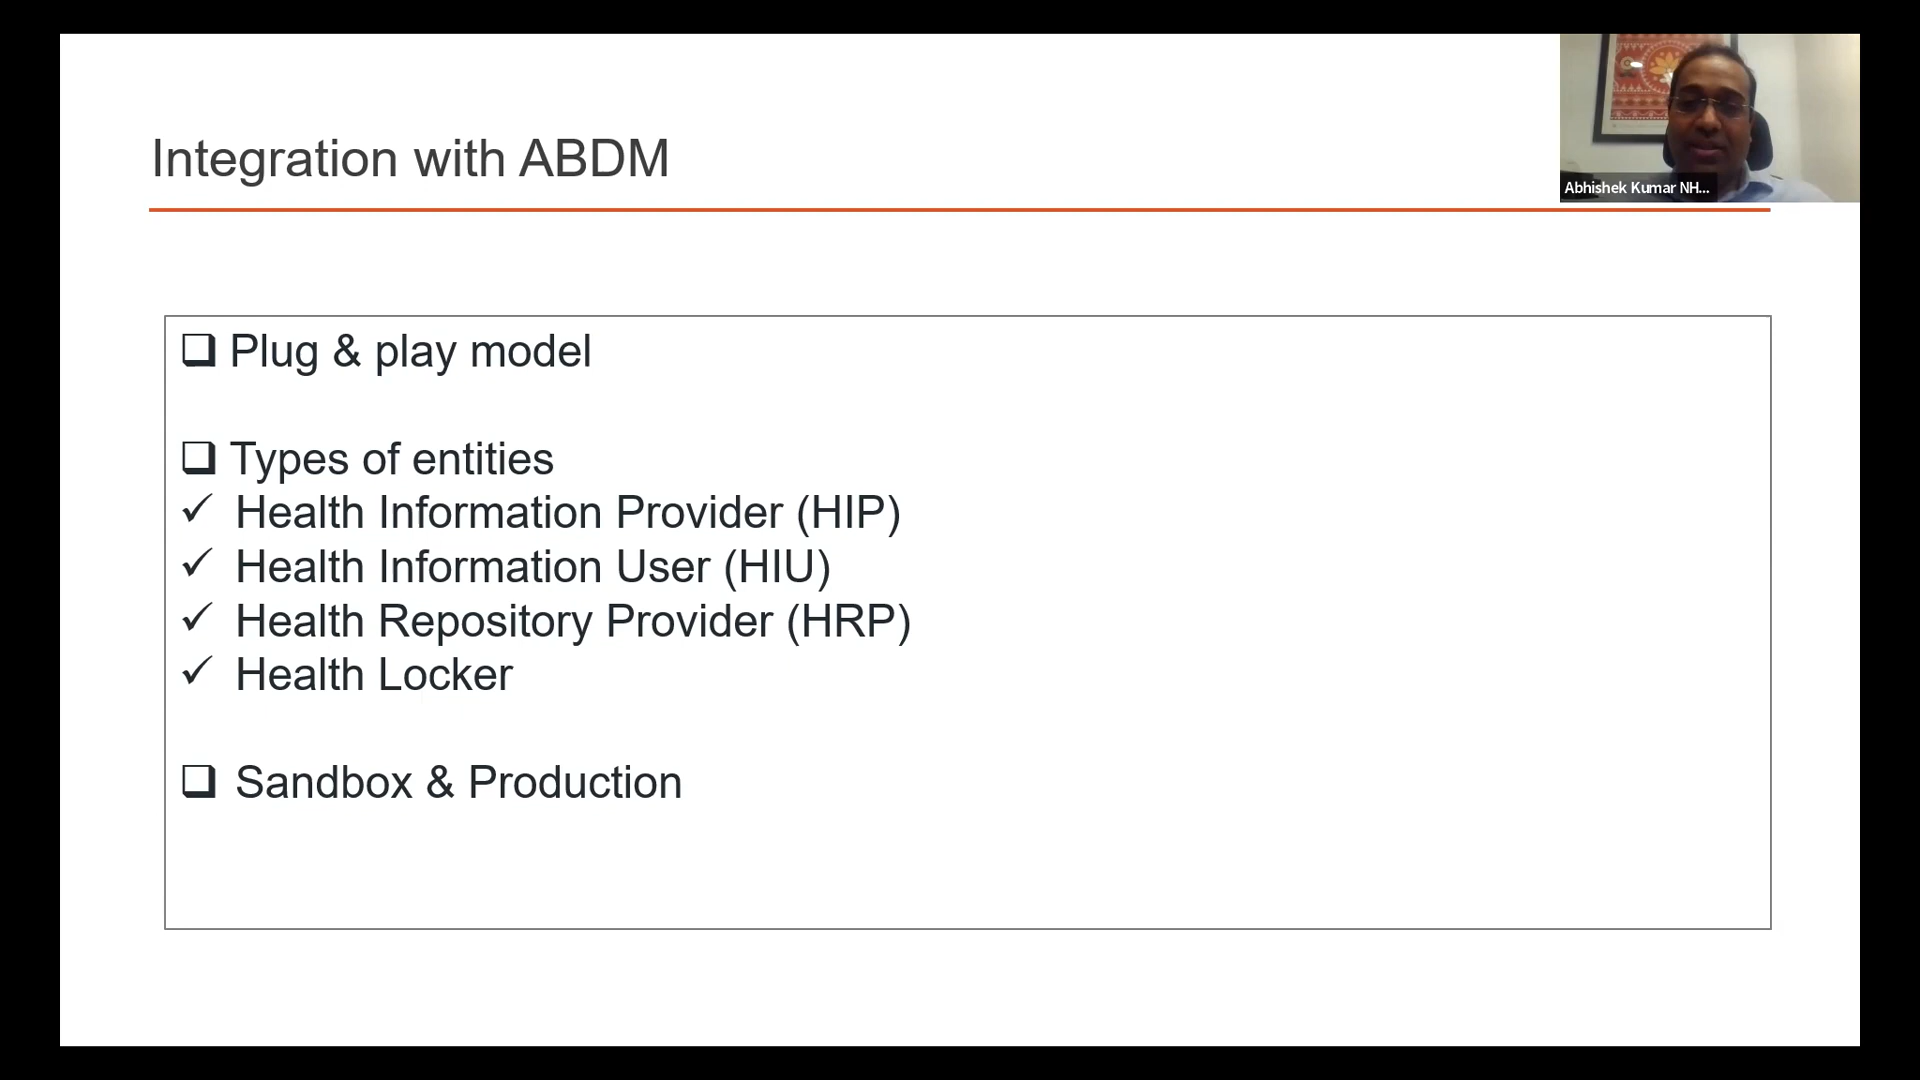 Integration with ABDM
Abhishek Kumar NH...
❑ Plug & play model
❑ Types of entities
✓ Health Information Provider (HIP)
✓ Health Information User (HIU)
✓ Health Repository Provider (HRP)
✓ Health Locker
❑ Sandbox & Production